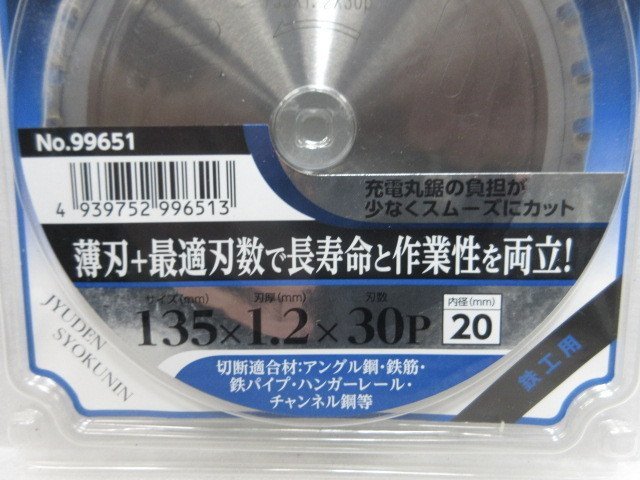 No.99651
4 939752 996513
充電丸鋸の負担が
少なくスムーズにカット
薄刃+最適刃数で長寿命と作業性を両立!
サイズ(mm) 刃厚(mm) 刃数 内径(mm)
135×1.2×30P 20
JYUDEN
SYOKUNIN
切断適合材:アングル鋼・鉄筋・
鉄パイプ・ハンガーレール・
チャンネル鋼等
鉄工用